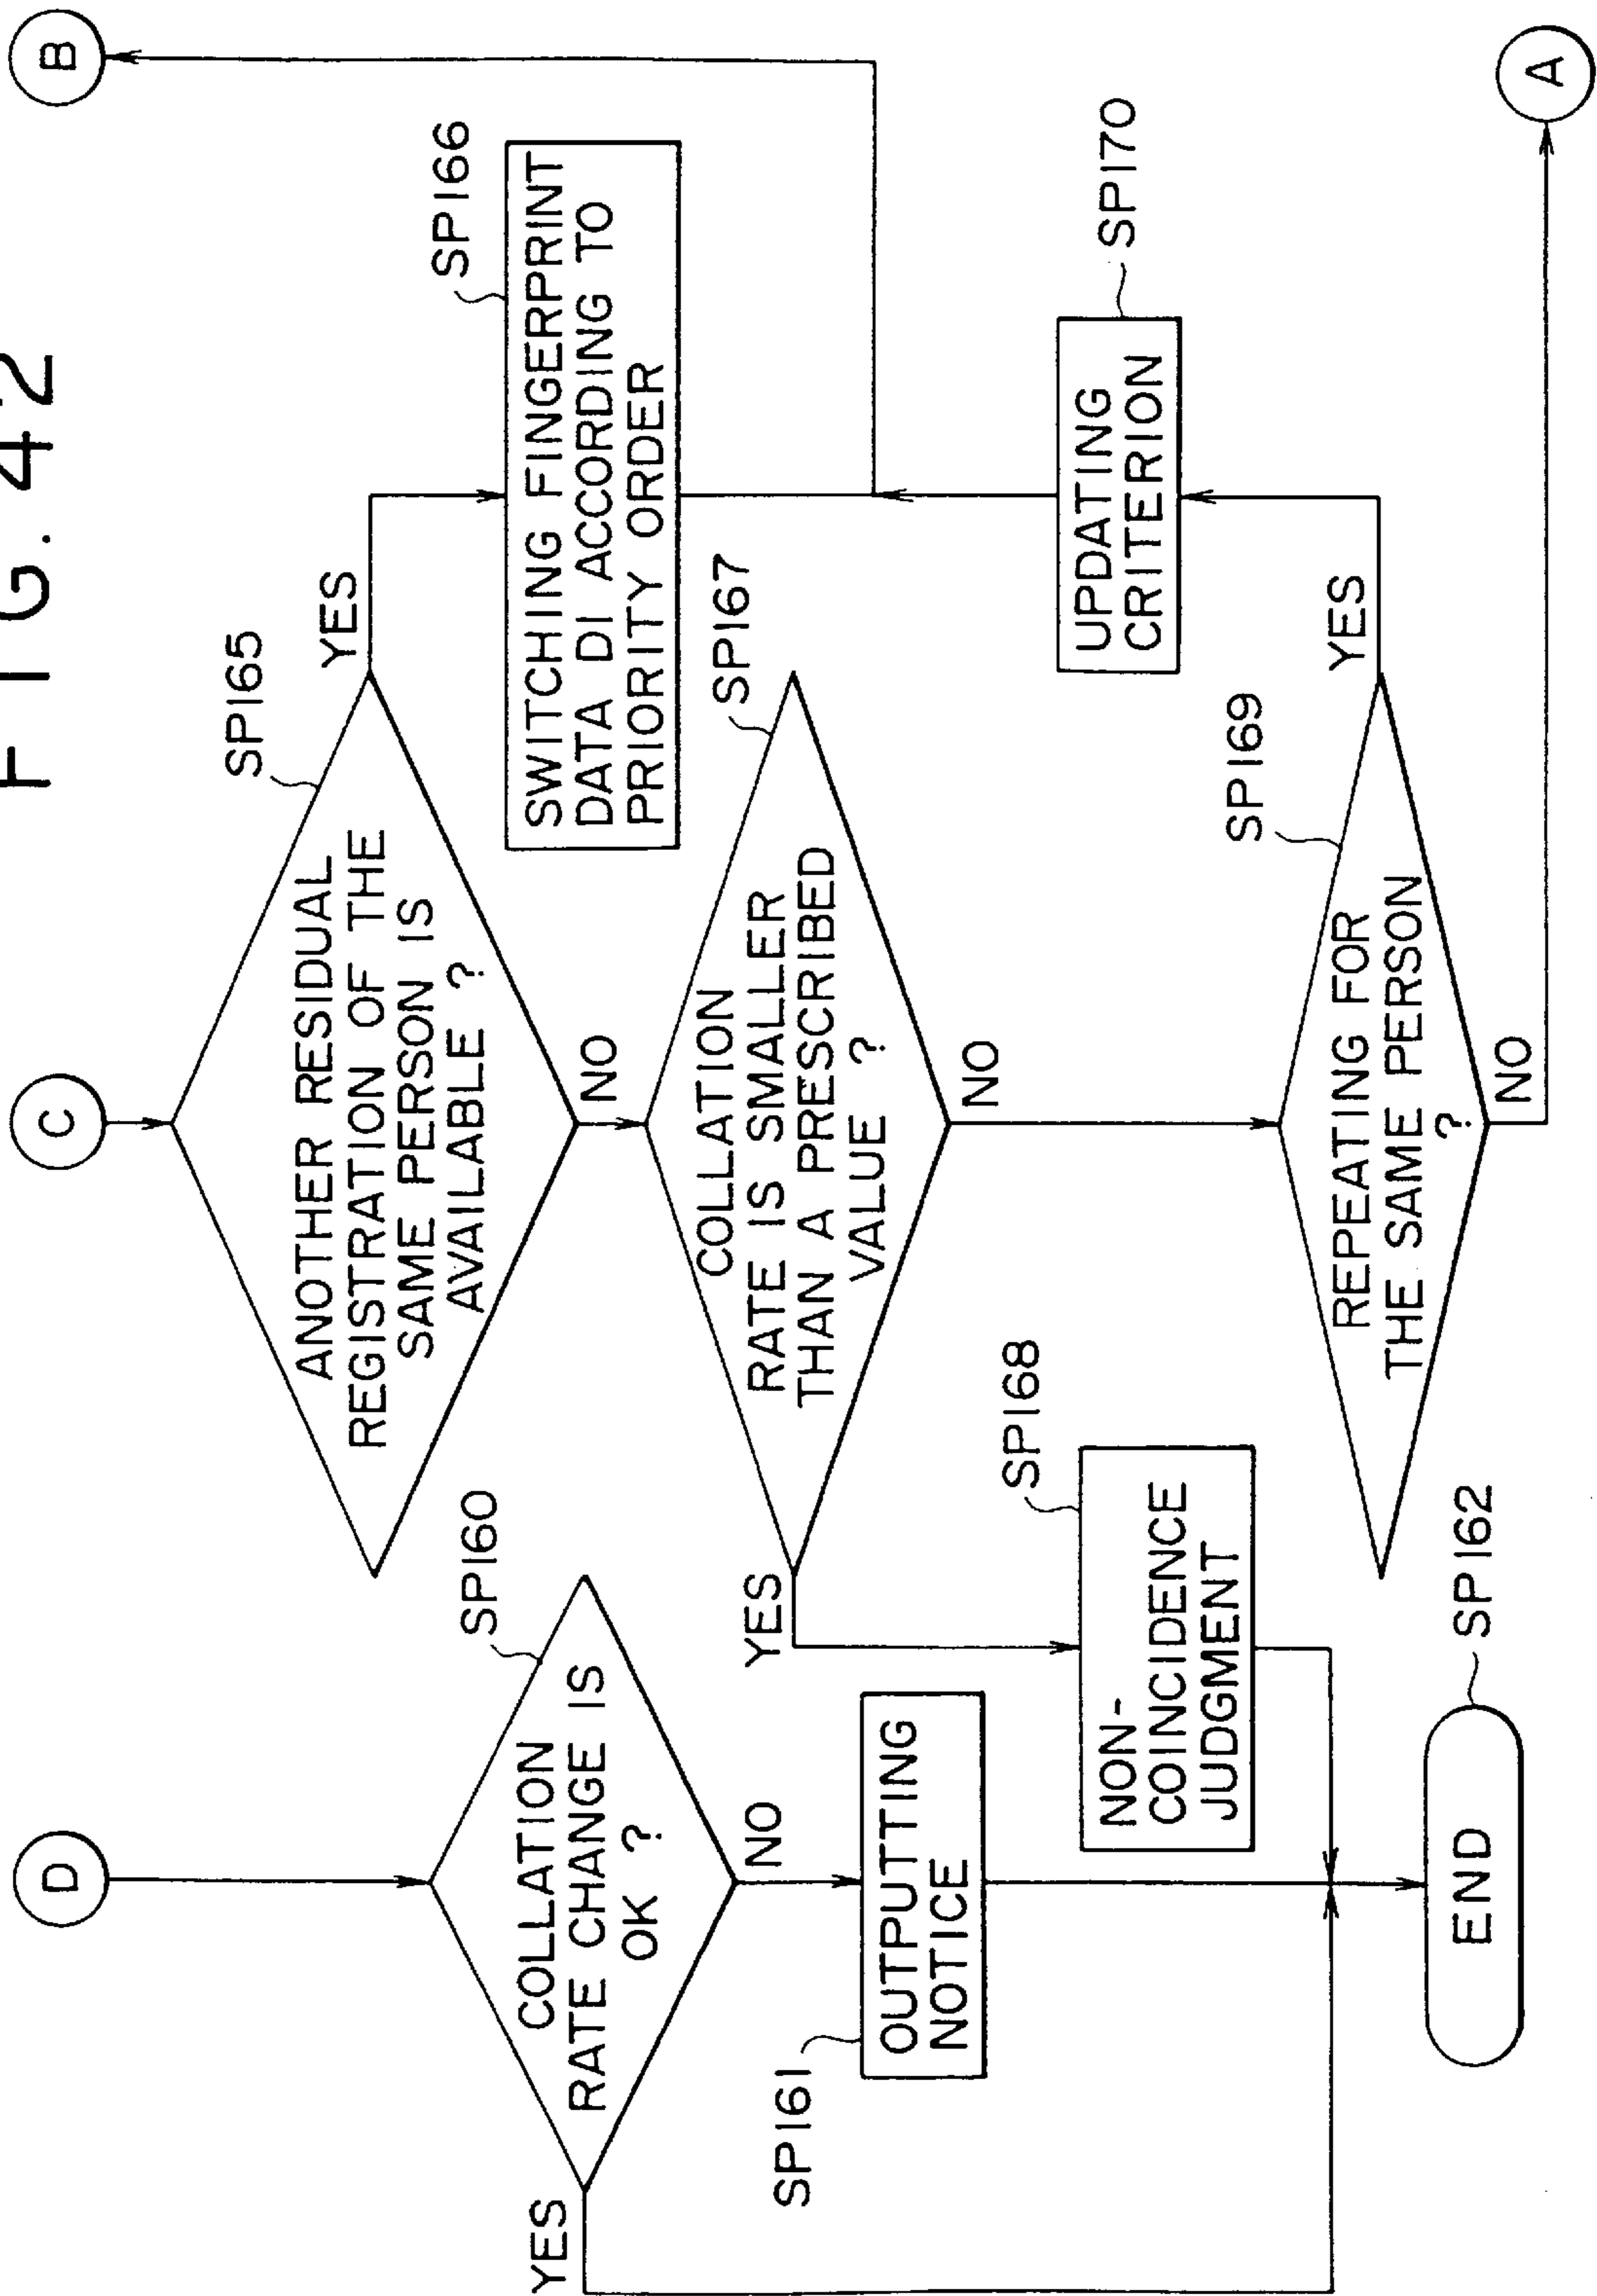 FIG. 42
D
COLLATION
RATE CHANGE IS
OK ?
SP160
YES
NO
SP161
OUTPUTTING
NOTICE
END
SP162
C
ANOTHER RESIDUAL
REGISTRATION OF THE
SAME PERSON IS
AVAILABLE ?
SP165
YES
NO
B
SWITCHING FINGERPRINT
DATA DI ACCORDING TO
PRIORITY ORDER
SP166
COLLATION
RATE IS SMALLER
THAN A PRESCRIBED
VALUE ?
SP167
YES
NO
NON-
COINCIDENCE
JUDGMENT
SP168
REPEATING FOR
THE SAME PERSON
?
SP169
YES
NO
UPDATING
CRITERION
SP170
A